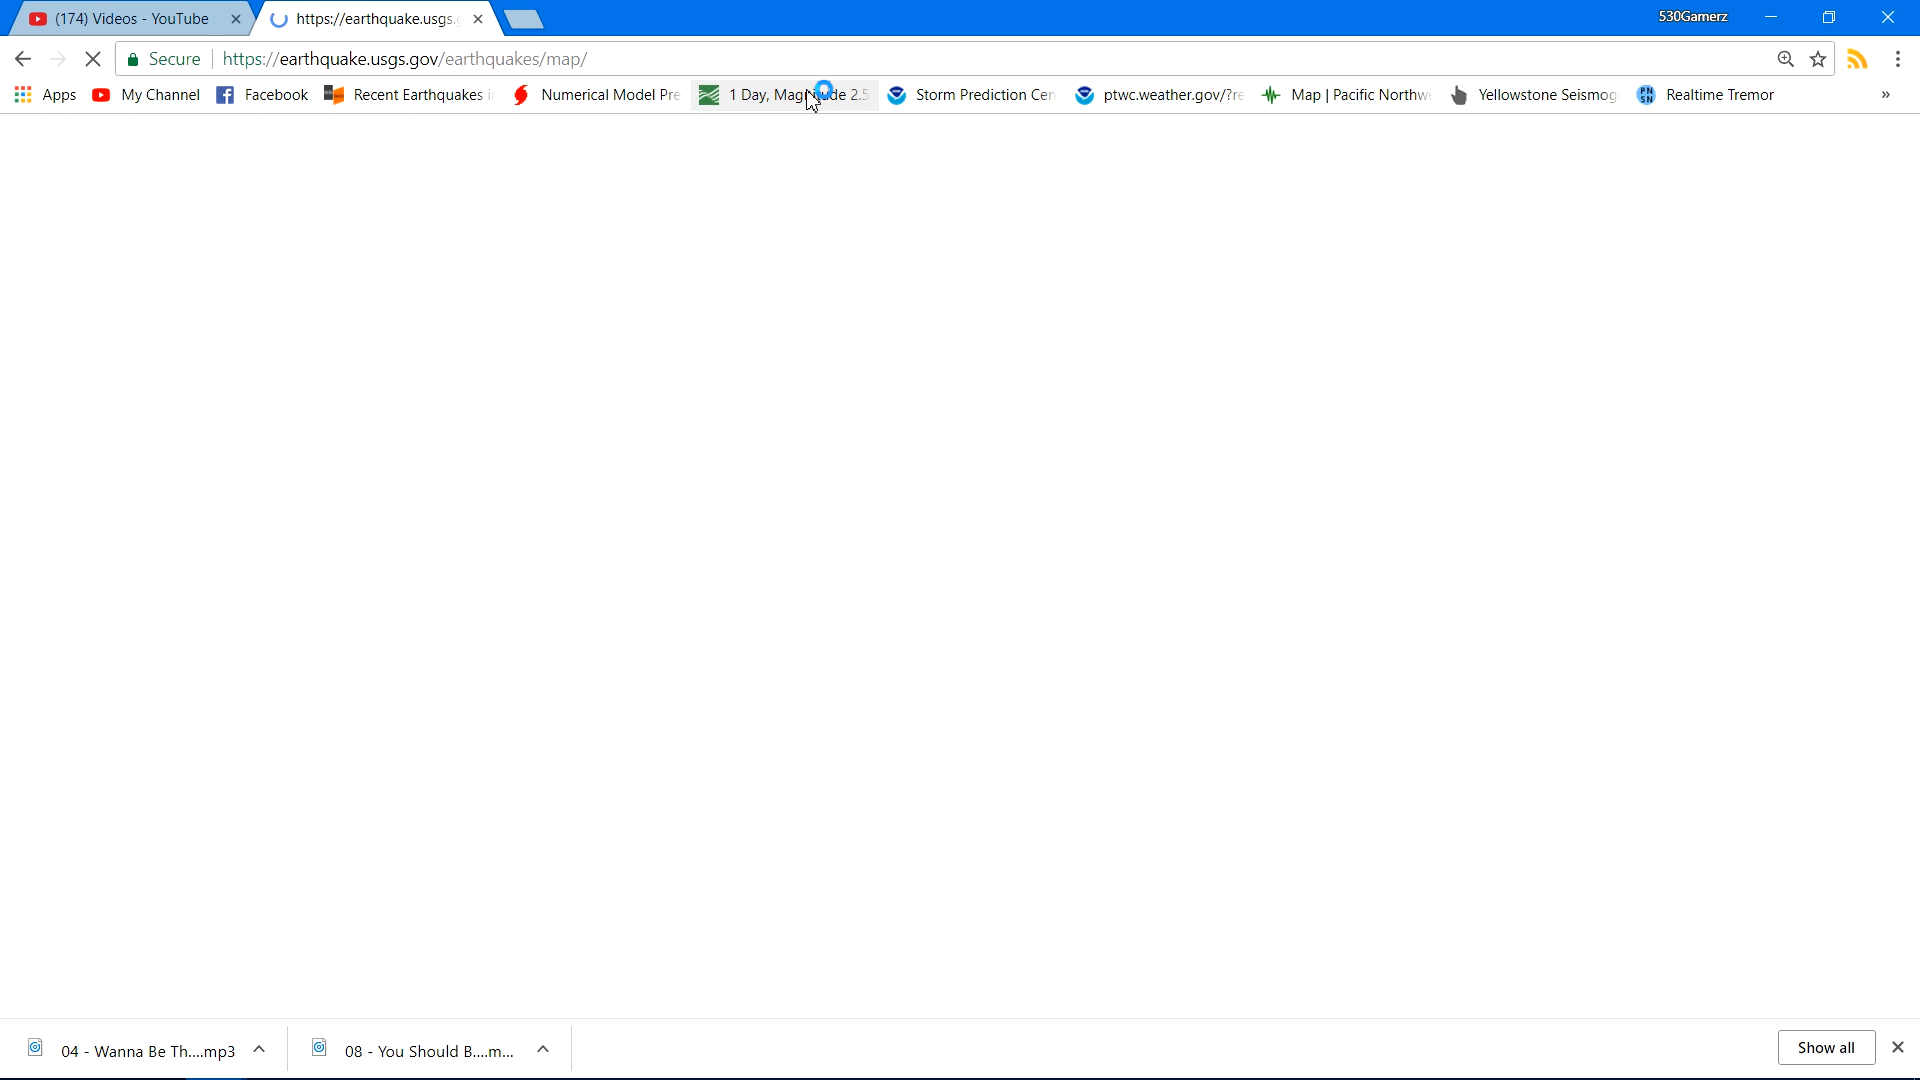 (174) Videos - YouTube
https://earthquake.usgs.g
530Gamerz
Secure
https://earthquake.usgs.gov/earthquakes/map/
Apps
My Channel
Facebook
Recent Earthquakes i
Numerical Model Pre
1 Day, Mag de 2.5
Storm Prediction Cen
ptwc.weather.gov/?re
Map | Pacific Northw
Yellowstone Seismog
PN SN
Realtime Tremor
»
04 - Wanna Be Th....mp3
08 - You Should B....m...
Show all